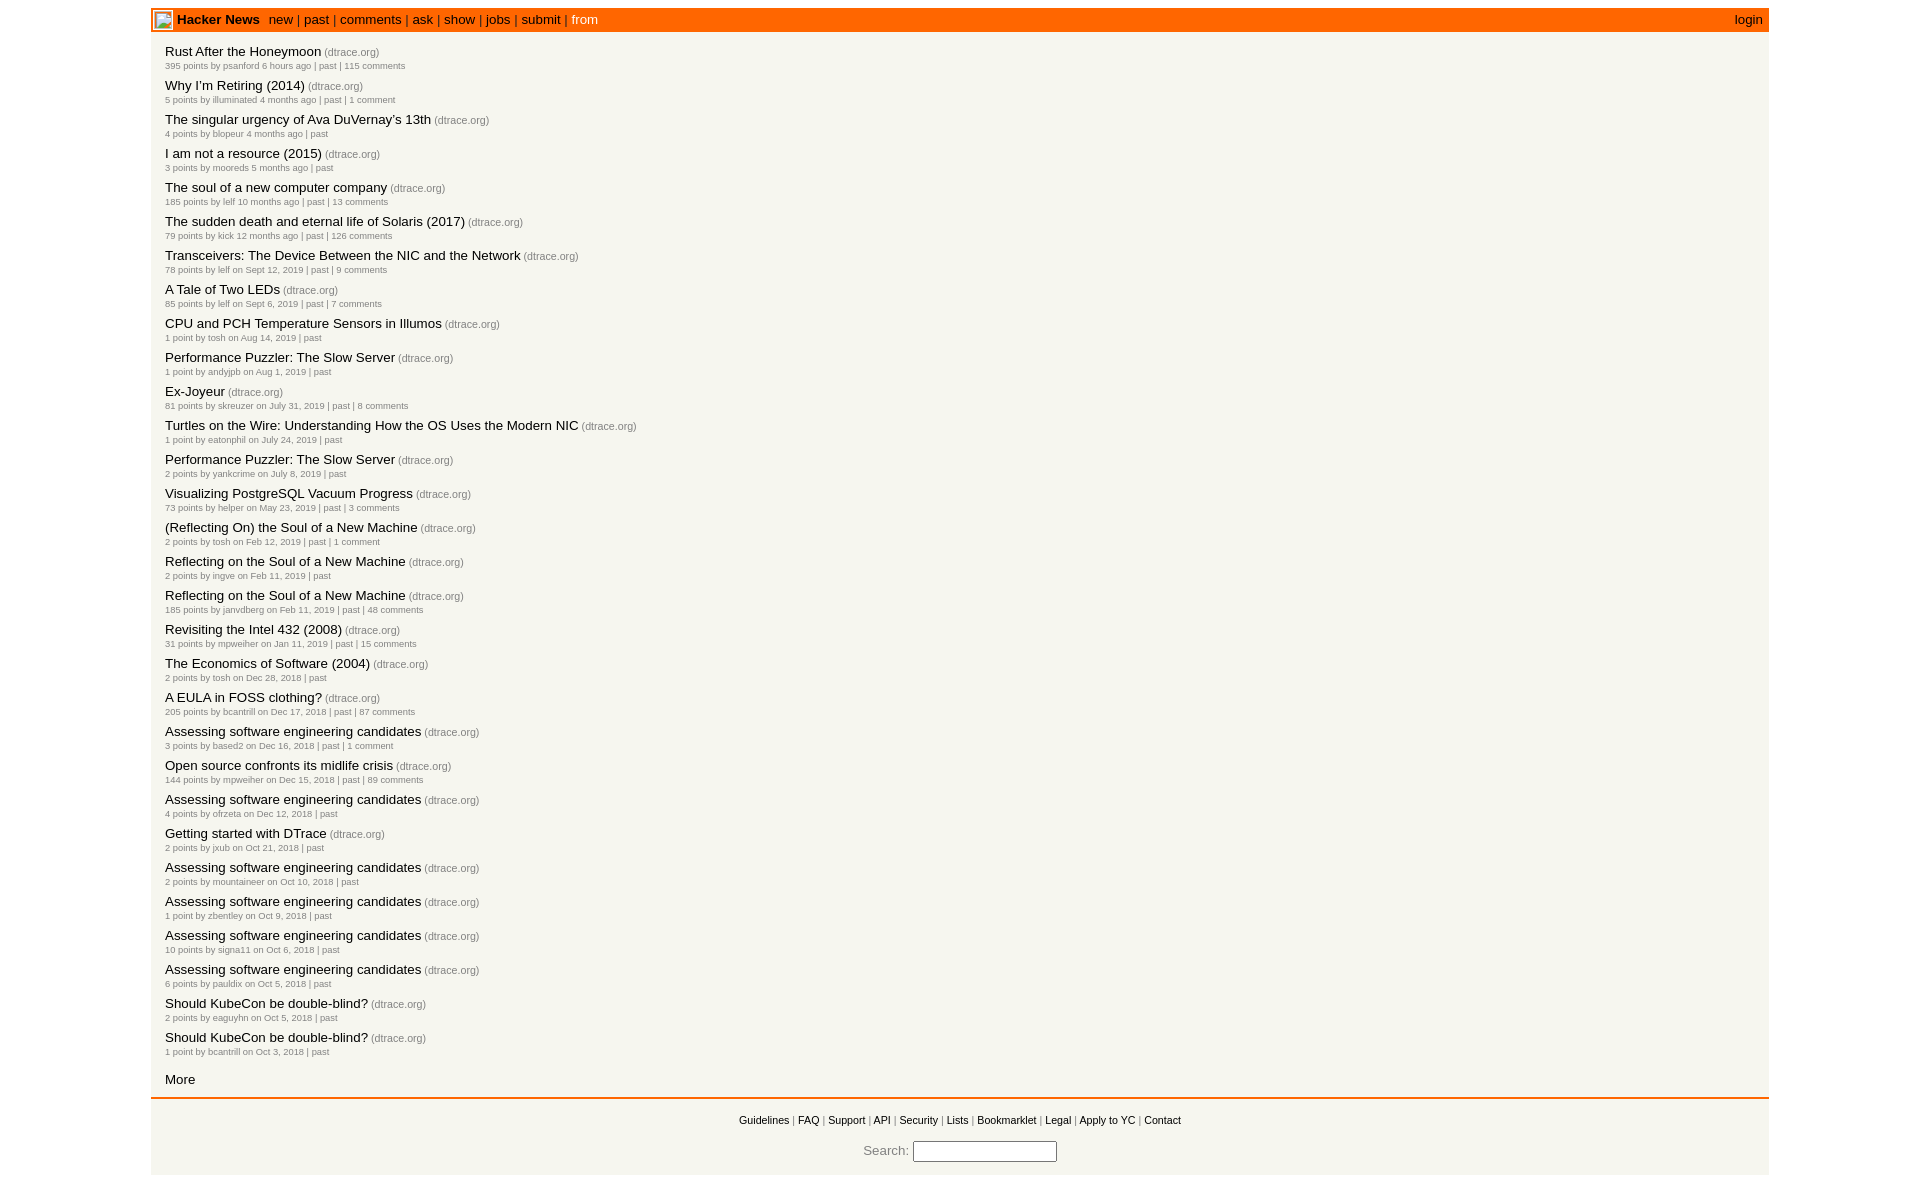 Hacker News new | past | comments | ask | show | jobs | submit | from login
Rust After the Honeymoon (dtrace.org)
395 points by psanford 6 hours ago | past | 115 comments
Why I’m Retiring (2014) (dtrace.org)
5 points by illuminated 4 months ago | past | 1 comment
The singular urgency of Ava DuVernay’s 13th (dtrace.org)
4 points by blopeur 4 months ago | past
I am not a resource (2015) (dtrace.org)
3 points by mooreds 5 months ago | past
The soul of a new computer company (dtrace.org)
185 points by lelf 10 months ago | past | 13 comments
The sudden death and eternal life of Solaris (2017) (dtrace.org)
79 points by kick 12 months ago | past | 126 comments
Transceivers: The Device Between the NIC and the Network (dtrace.org)
78 points by lelf on Sept 12, 2019 | past | 9 comments
A Tale of Two LEDs (dtrace.org)
85 points by lelf on Sept 6, 2019 | past | 7 comments
CPU and PCH Temperature Sensors in Illumos (dtrace.org)
1 point by tosh on Aug 14, 2019 | past
Performance Puzzler: The Slow Server (dtrace.org)
1 point by andyjpb on Aug 1, 2019 | past
Ex-Joyeur (dtrace.org)
81 points by skreuzer on July 31, 2019 | past | 8 comments
Turtles on the Wire: Understanding How the OS Uses the Modern NIC (dtrace.org)
1 point by eatonphil on July 24, 2019 | past
Performance Puzzler: The Slow Server (dtrace.org)
2 points by yankcrime on July 8, 2019 | past
Visualizing PostgreSQL Vacuum Progress (dtrace.org)
73 points by helper on May 23, 2019 | past | 3 comments
(Reflecting On) the Soul of a New Machine (dtrace.org)
2 points by tosh on Feb 12, 2019 | past | 1 comment
Reflecting on the Soul of a New Machine (dtrace.org)
2 points by ingve on Feb 11, 2019 | past
Reflecting on the Soul of a New Machine (dtrace.org)
185 points by janvdberg on Feb 11, 2019 | past | 48 comments
Revisiting the Intel 432 (2008) (dtrace.org)
31 points by mpweiher on Jan 11, 2019 | past | 15 comments
The Economics of Software (2004) (dtrace.org)
2 points by tosh on Dec 28, 2018 | past
A EULA in FOSS clothing? (dtrace.org)
205 points by bcantrill on Dec 17, 2018 | past | 87 comments
Assessing software engineering candidates (dtrace.org)
3 points by based2 on Dec 16, 2018 | past | 1 comment
Open source confronts its midlife crisis (dtrace.org)
144 points by mpweiher on Dec 15, 2018 | past | 89 comments
Assessing software engineering candidates (dtrace.org)
4 points by ofrzeta on Dec 12, 2018 | past
Getting started with DTrace (dtrace.org)
2 points by jxub on Oct 21, 2018 | past
Assessing software engineering candidates (dtrace.org)
2 points by mountaineer on Oct 10, 2018 | past
Assessing software engineering candidates (dtrace.org)
1 point by zbentley on Oct 9, 2018 | past
Assessing software engineering candidates (dtrace.org)
10 points by signa11 on Oct 6, 2018 | past
Assessing software engineering candidates (dtrace.org)
6 points by pauldix on Oct 5, 2018 | past
Should KubeCon be double-blind? (dtrace.org)
2 points by eaguyhn on Oct 5, 2018 | past
Should KubeCon be double-blind? (dtrace.org)
1 point by bcantrill on Oct 3, 2018 | past
More
Guidelines | FAQ | Support | API | Security | Lists | Bookmarklet | Legal | Apply to YC | Contact
Search: